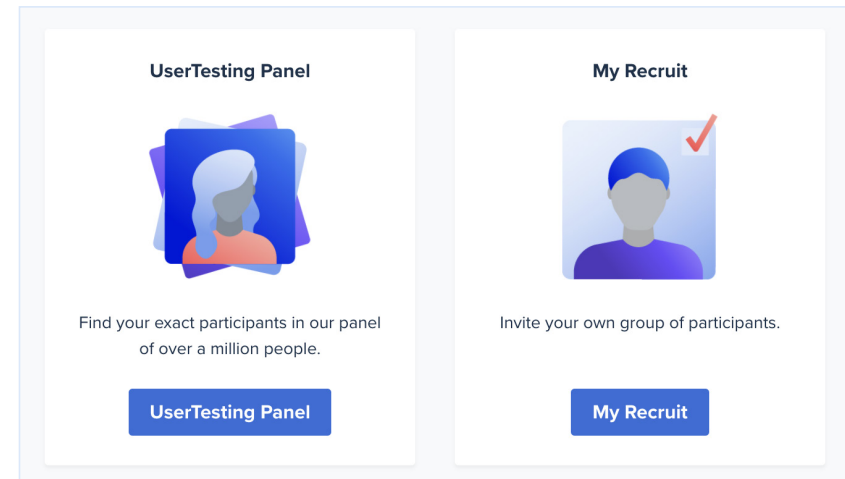 UserTesting Panel
Find your exact participants in our panel
of over a million people.
UserTesting Panel
My Recruit
Invite your own group of participants.
My Recruit